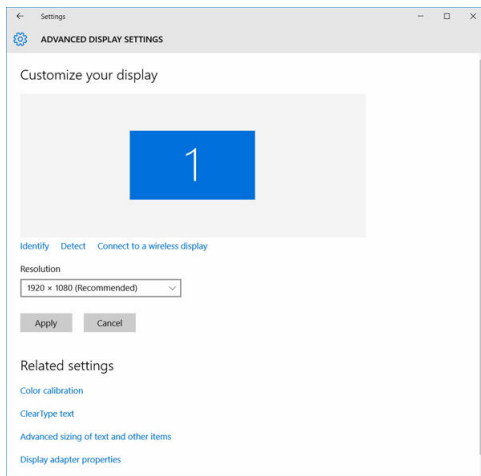 Settings
ADVANCED DISPLAY SETTINGS
Customize your display
1
Identify Detect Connect to a wireless display
Resolution
1920 × 1080 (Recommended)
Apply Cancel
Related settings
Color calibration
ClearType text
Advanced sizing of text and other items
Display adapter properties